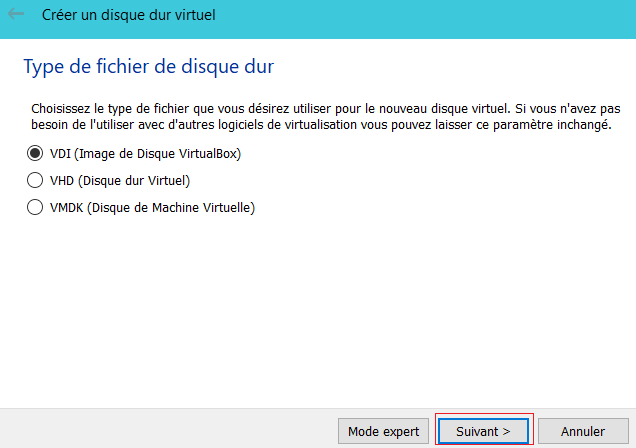 Créer un disque dur virtuel
Type de fichier de disque dur
Choisissez le type de fichier que vous désirez utiliser pour le nouveau disque virtuel. Si vous n'avez pas
besoin de l'utiliser avec d'autres logiciels de virtualisation vous pouvez laisser ce paramètre inchangé.
VDI (Image de Disque VirtualBox)
VHD (Disque dur Virtuel)
VMDK (Disque de Machine Virtuelle)
Mode expert Suivant > Annuler